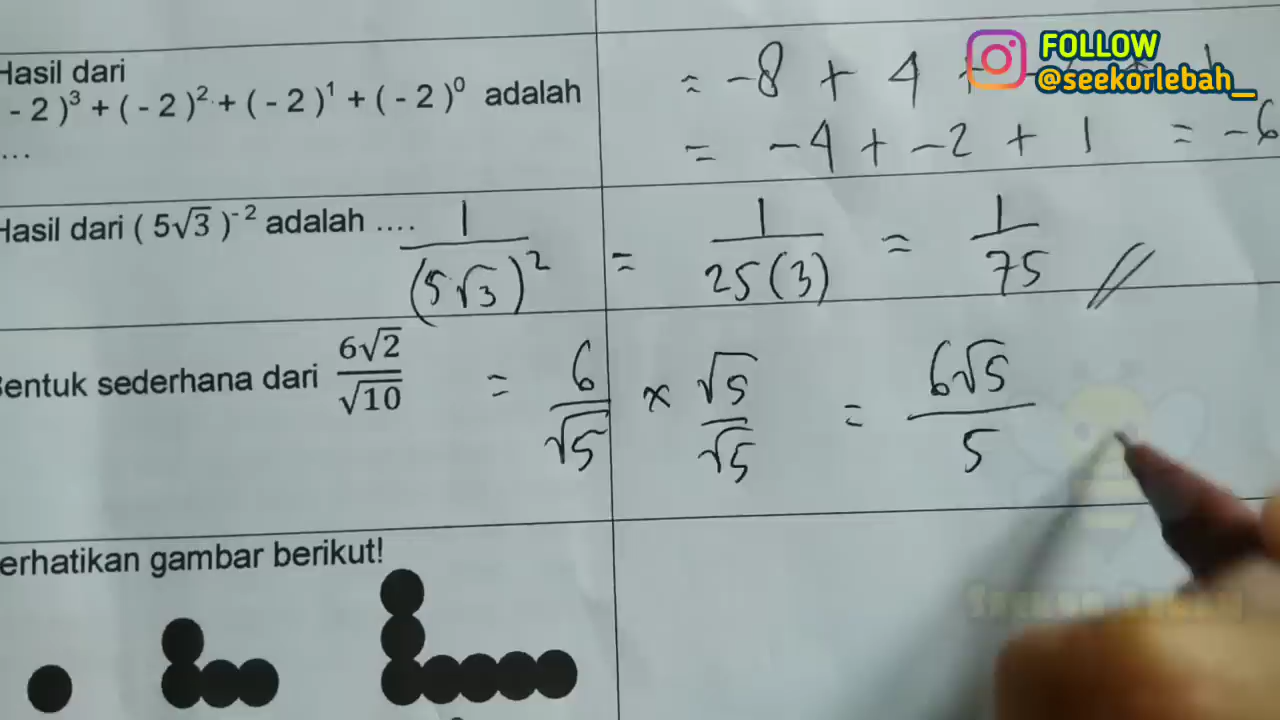 Hasil dari
-2)³ + (-2)² + (-2)¹ + (-2)⁰ adalah
....
= -8 + 4 +
= -4 + -2 + 1 = -6
FOLLOW
@seekorlebah_
Hasil dari ( 5√3 )⁻² adalah ....
1/(5√3)² = 1/25(3) = 1/75 //
Bentuk sederhana dari 6√2/√10
= 6/√5 × √5/√5 = 6√5/5
erhatikan gambar berikut!